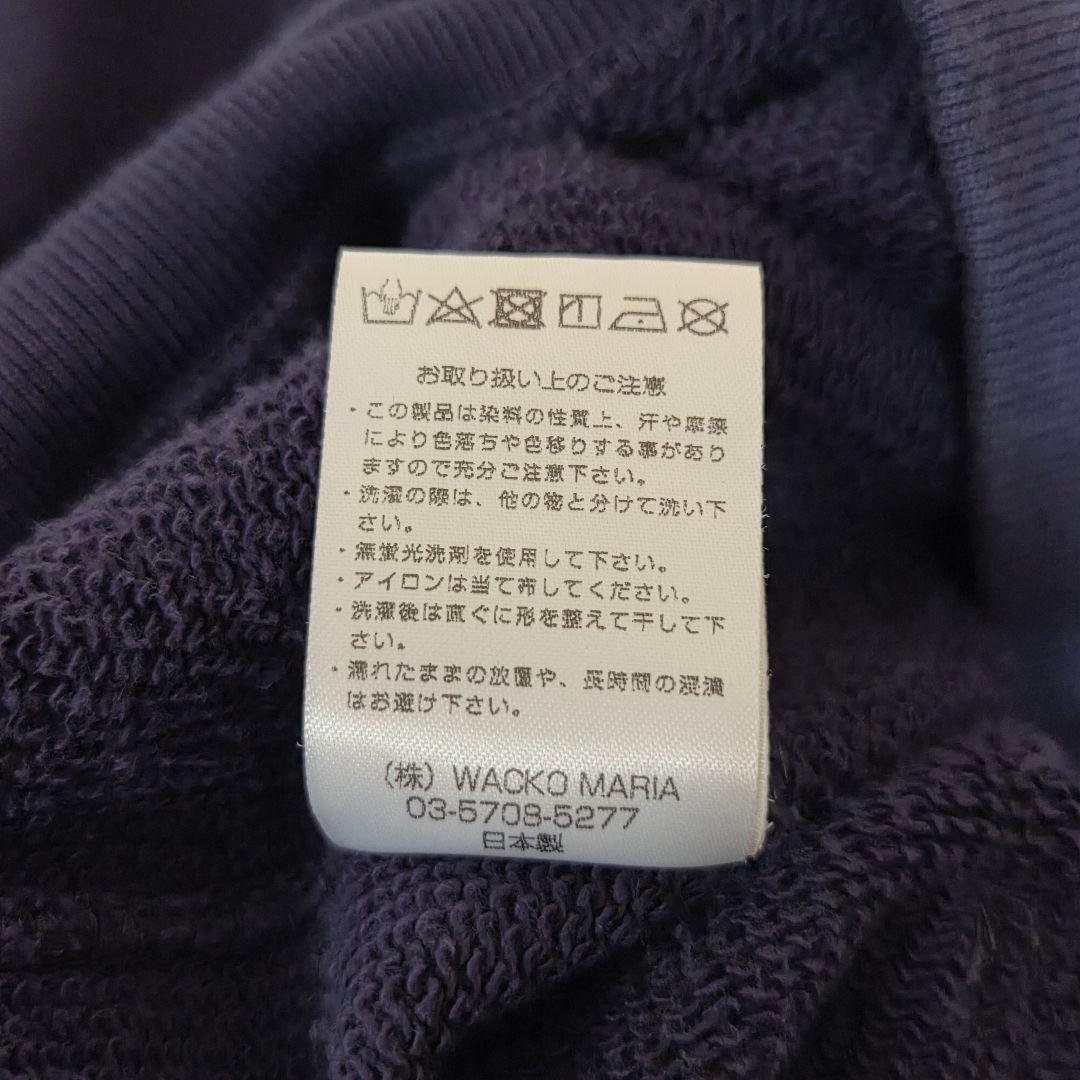 お取り扱い上のご注意
・この製品は染料の性質上、汗や摩擦
により色落ちや色移りする事があり
ますので充分ご注意下さい。
・洗濯の際は、他の物と分けて洗い下
さい。
・無蛍光洗剤を使用して下さい。
・アイロンは当て布してください。
・洗濯後は直ぐに形を整えて干して下
さい。
・濡れたままの放置や、長時間の浸漬
はお避け下さい。
(株) WACKO MARIA
03-5708-5277
日本製